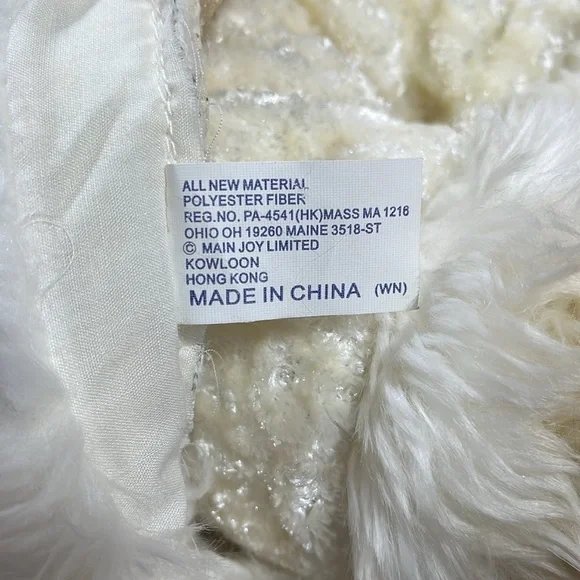 ALL NEW MATERIAL
POLYESTER FIBER
REG.NO. PA-4541(HK)MASS MA 1216
OHIO OH 19260 MAINE 3518-ST
© MAIN JOY LIMITED
KOWLOON
HONG KONG
MADE IN CHINA (WN)